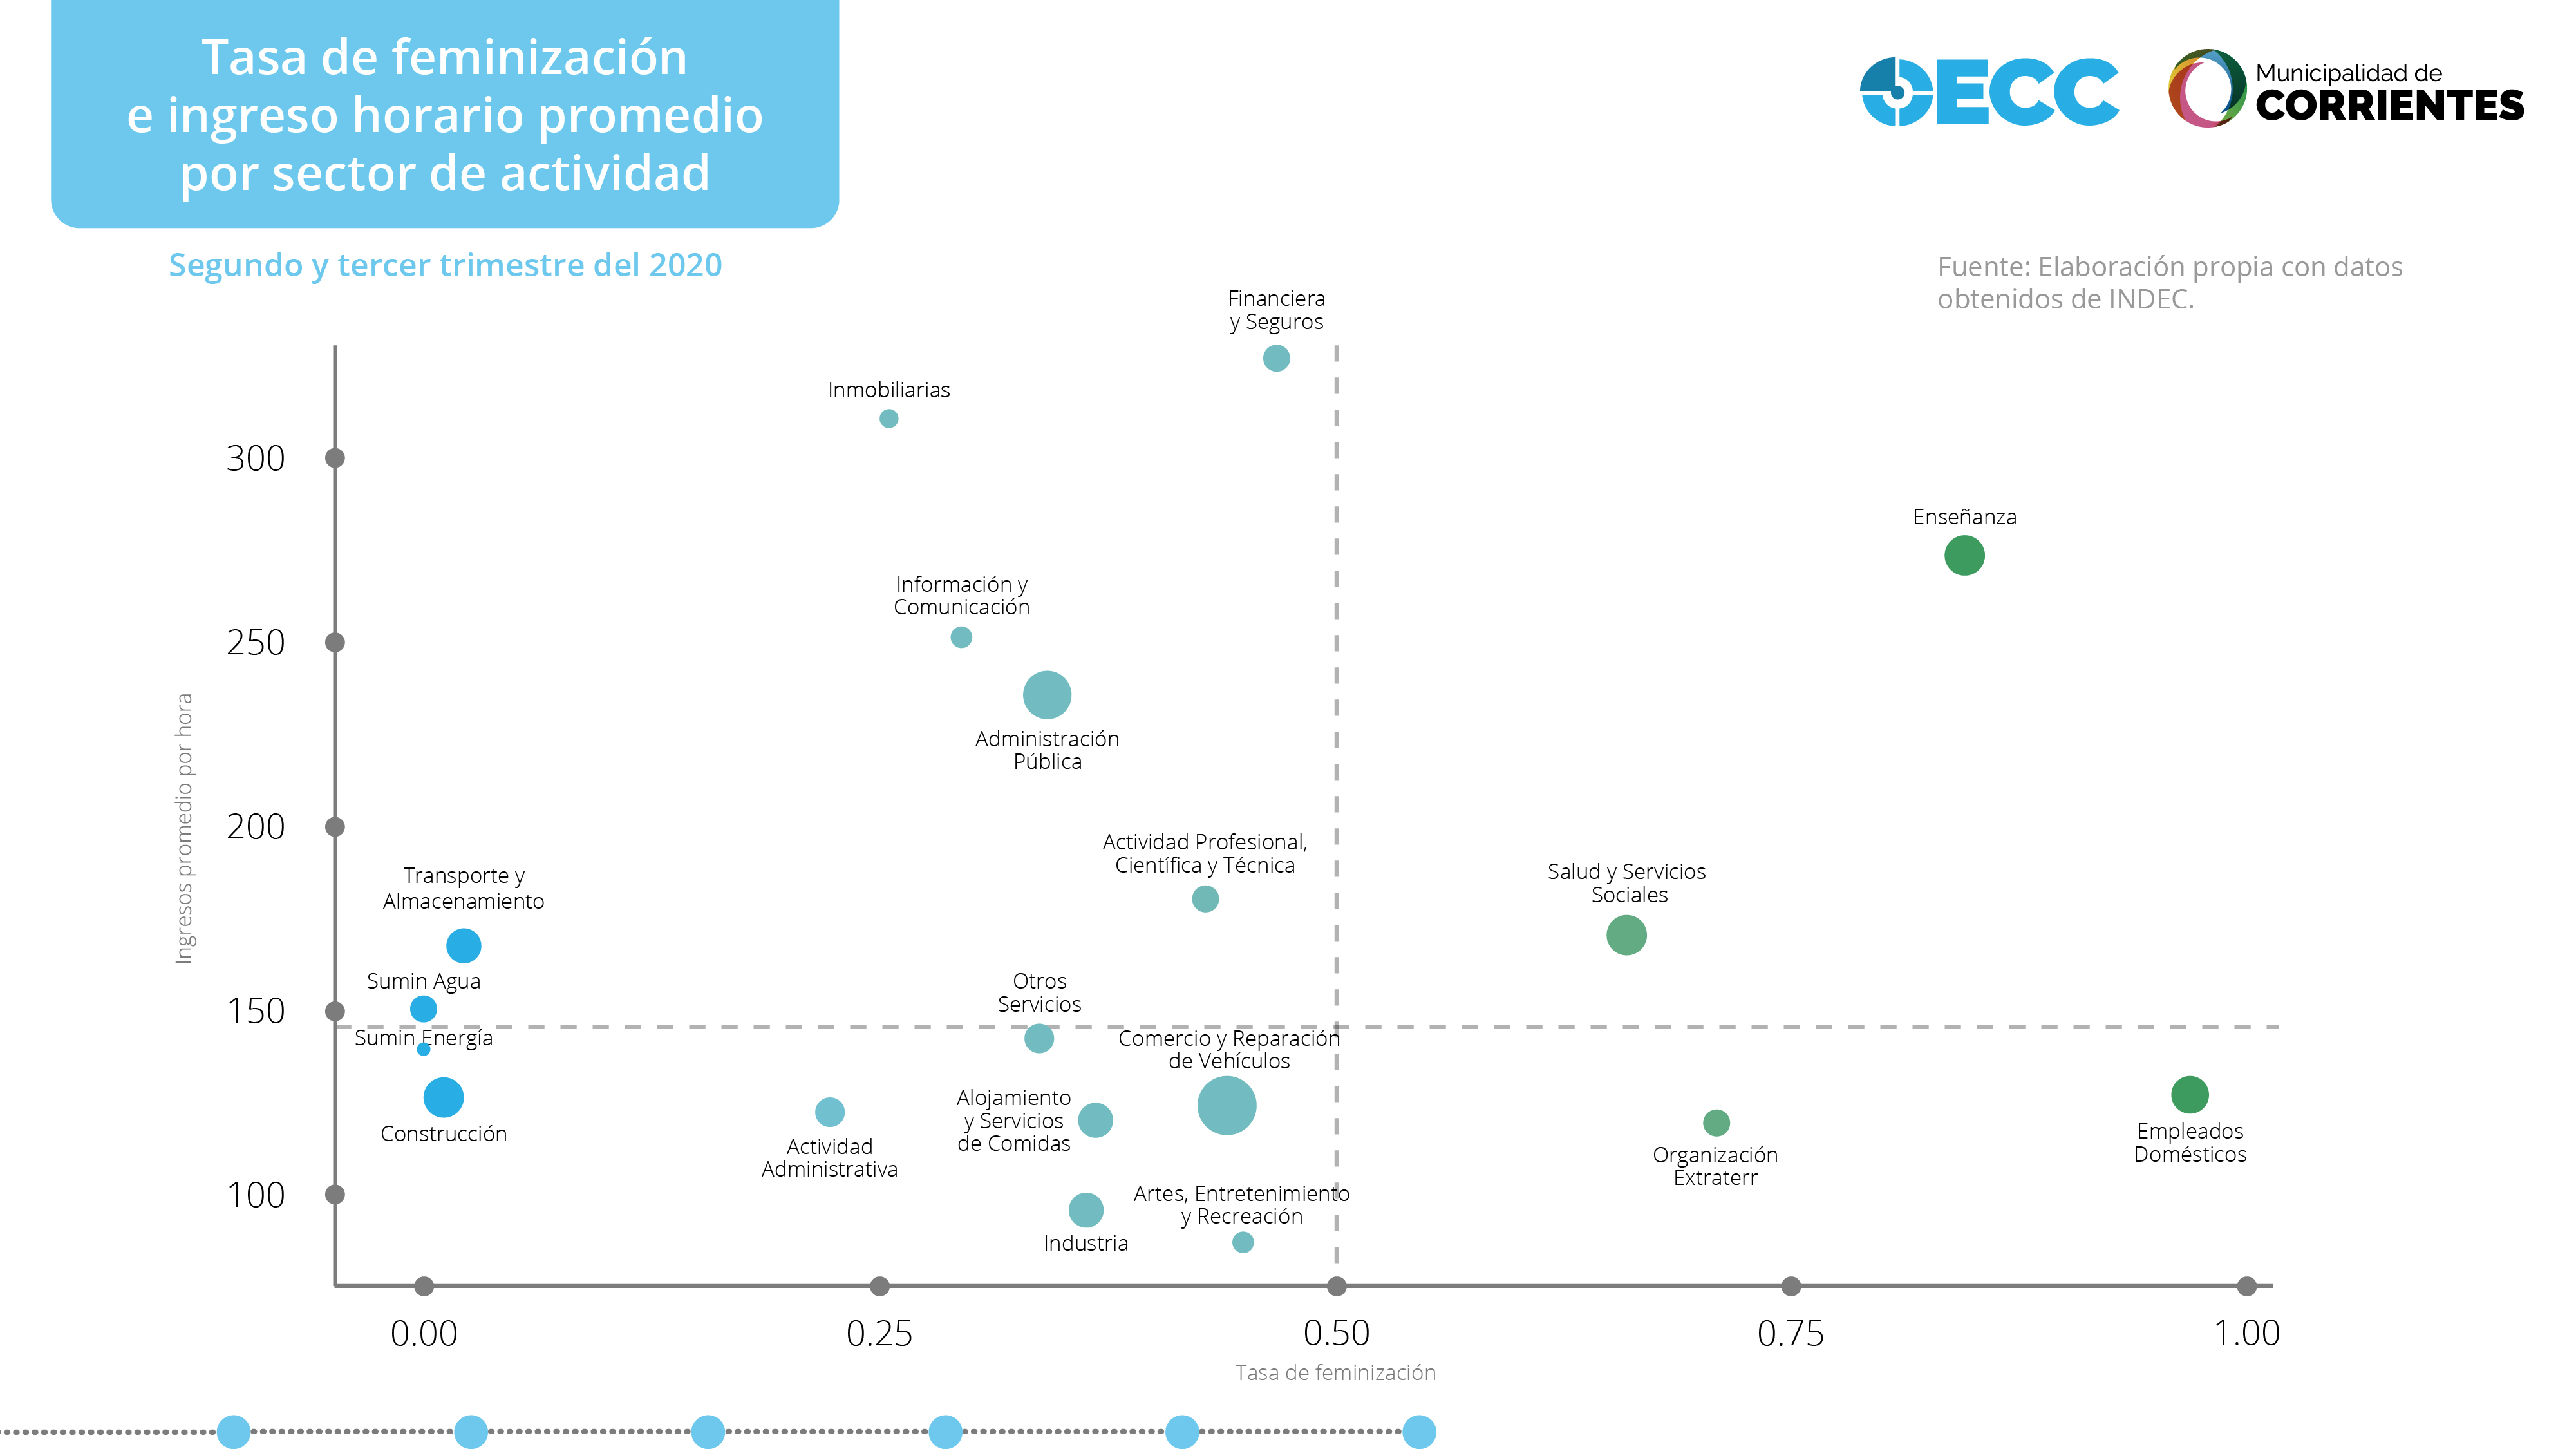 Tasa de feminización
e ingreso horario promedio
por sector de actividad
OECC
Municipalidad de
CORRIENTES
Segundo y tercer trimestre del 2020
Fuente: Elaboración propia con datos
obtenidos de INDEC.
Financiera
y Seguros
Inmobiliarias
300
Enseñanza
Información y
Comunicación
250
Administración
Pública
Ingresos promedio por hora
200
Actividad Profesional,
Científica y Técnica
Salud y Servicios
Sociales
Transporte y
Almacenamiento
Sumin Agua
Otros
Servicios
150
Sumin Energía
Comercio y Reparación
de Vehículos
Construcción
Actividad
Administrativa
Alojamiento
y Servicios
de Comidas
Organización
Extraterr
Empleados
Domésticos
100
Artes, Entretenimiento
y Recreación
Industria
0.00
0.25
0.50
0.75
1.00
Tasa de feminización